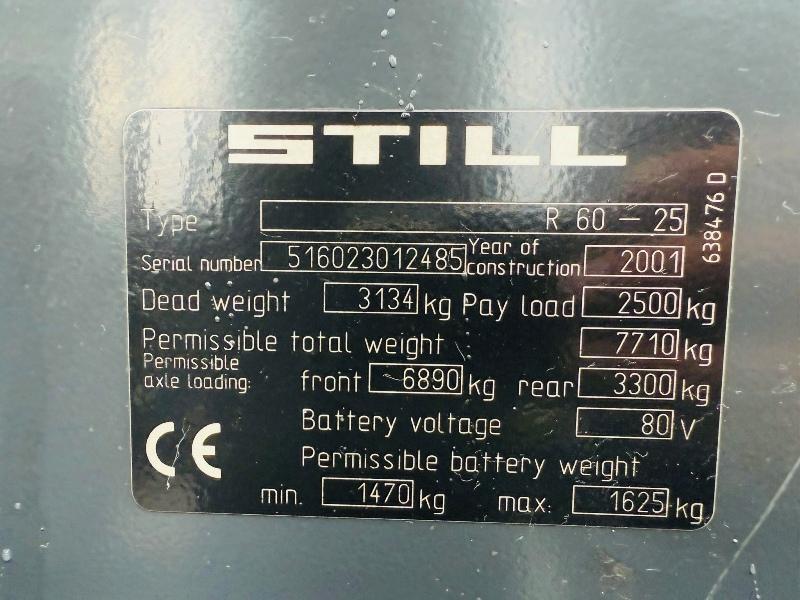 STILL
Type R 60 – 25
Serial number 516023012485 Year of construction 2001
Dead weight 3134 kg Pay load 2500 kg
Permissible total weight 7710 kg
Permissible axle loading: front 6890 kg rear 3300 kg
Battery voltage 80 V
Permissible battery weight
min. 1470 kg max. 1625 kg
CE
638476 D